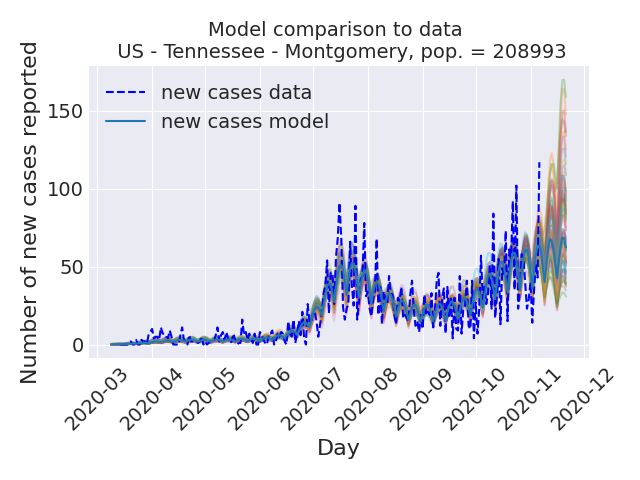 Model comparison to data
US - Tennessee - Montgomery, pop. = 208993
Number of new cases reported
150
100
50
0
new cases data
new cases model
2020-03
2020-04
2020-05
2020-06
2020-07
2020-08
2020-09
2020-10
2020-11
2020-12
Day